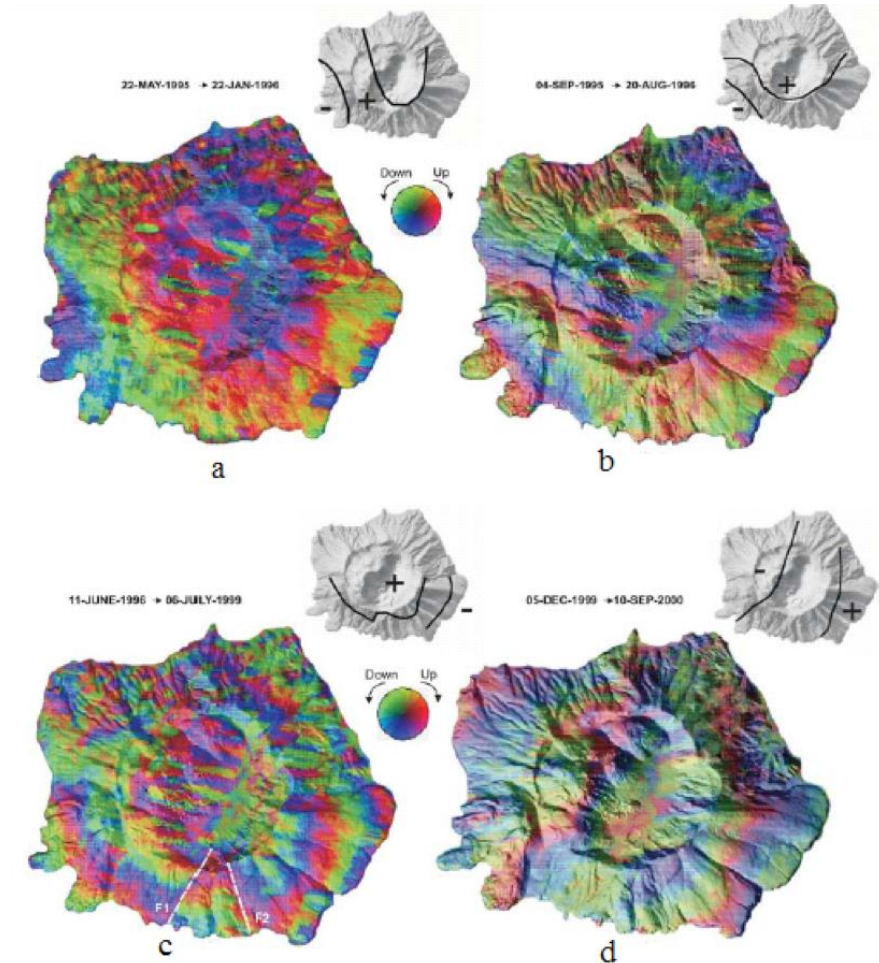 22-MAY-1995 → 22-JAN-1996
-
+
04-SEP-1995 → 20-AUG-1996
-
+
Down Up
a
b
11-JUNE-1996 → 06-JUILY-1999
+
-
05-DEC-1999 → 10-SEP-2000
-
+
Down Up
F1
F2
c
d